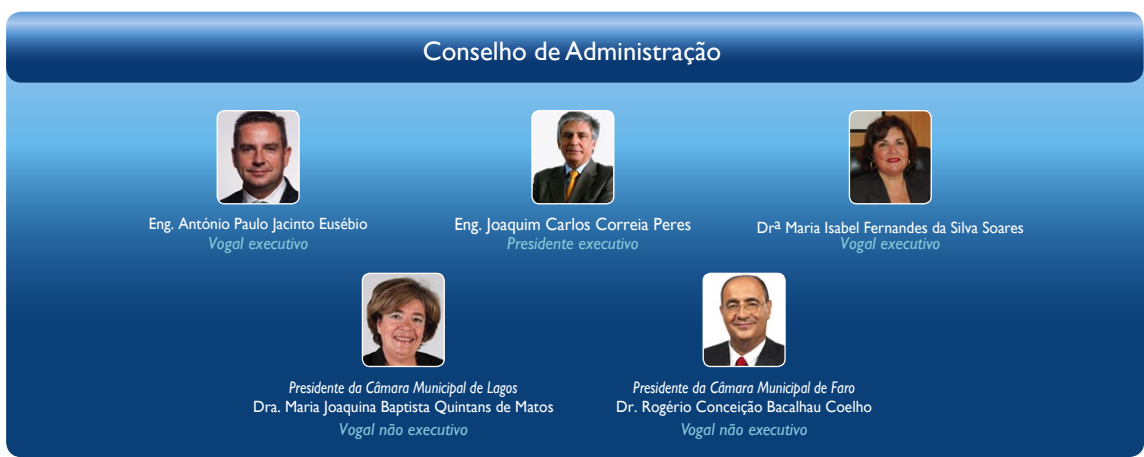 Conselho de Administração
Eng. António Paulo Jacinto Eusébio
Vogal executivo
Eng. Joaquim Carlos Correia Peres
Presidente executivo
Drª Maria Isabel Fernandes da Silva Soares
Vogal executivo
Presidente da Câmara Municipal de Lagos
Dra. Maria Joaquina Baptista Quintans de Matos
Vogal não executivo
Presidente da Câmara Municipal de Faro
Dr. Rogério Conceição Bacalhau Coelho
Vogal não executivo